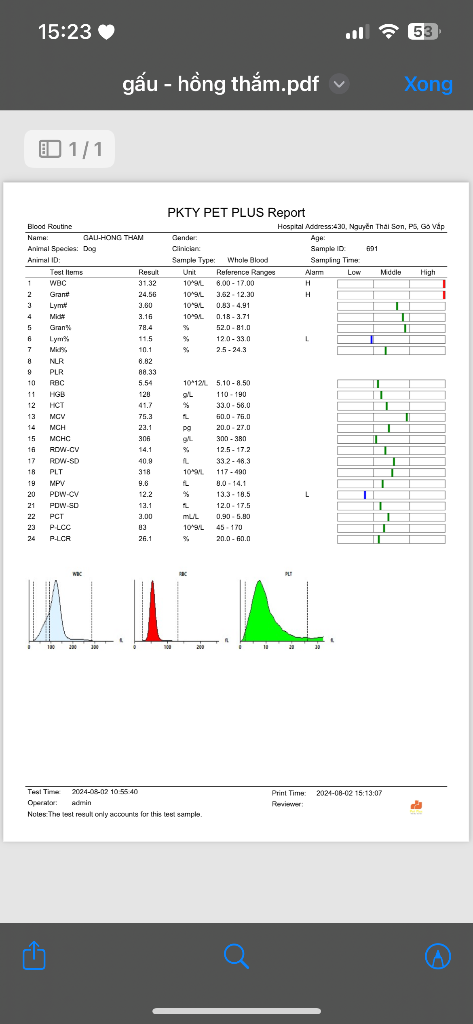 15:23
53
gấu - hồng thắm.pdf
Xong
1/1
PKTY PET PLUS Report
Blood Routine Hospital Address:430, Nguyễn Thái Sơn, P5, Gò Vấp
Name: GAU-HONG THAM Gender: Age:
Animal Species: Dog Clinician: Sample ID: 691
Animal ID: Sample Type: Whole Blood Sampling Time:
Test Items Result Unit Reference Ranges Alarm Low Middle High
1 WBC 31.32 10^9/L 6.00 - 17.00 H
2 Gran# 24.56 10^9/L 3.62 - 12.30 H
3 Lym# 3.60 10^9/L 0.83 - 4.91
4 Mid# 3.16 10^9/L 0.18 - 3.71
5 Gran% 78.4 % 52.0 - 81.0
6 Lym% 11.5 % 12.0 - 33.0 L
7 Mid% 10.1 % 2.5 - 24.3
8 NLR 6.82
9 PLR 88.33
10 RBC 5.54 10^12/L 5.10 - 8.50
11 HGB 128 g/L 110 - 190
12 HCT 41.7 % 33.0 - 56.0
13 MCV 75.3 fL 60.0 - 76.0
14 MCH 23.1 pg 20.0 - 27.0
15 MCHC 306 g/L 300 - 380
16 RDW-CV 14.1 % 12.5 - 17.2
17 RDW-SD 40.9 fL 33.2 - 46.3
18 PLT 318 10^9/L 117 - 490
19 MPV 9.6 fL 8.0 - 14.1
20 PDW-CV 12.2 % 13.3 - 18.5 L
21 PDW-SD 13.1 fL 12.0 - 17.5
22 PCT 3.00 mL/L 0.90 - 5.80
23 P-LCC 83 10^9/L 45 - 170
24 P-LCR 26.1 % 20.0 - 60.0
WBC RBC PLT
fL fL fL
0 100 200 300 0 100 200 0 10 20 30
Test Time: 2024-08-02 10:55:40 Print Time: 2024-08-02 15:13:07
Operator: admin Reviewer:
Notes:The test result only accounts for this test sample.